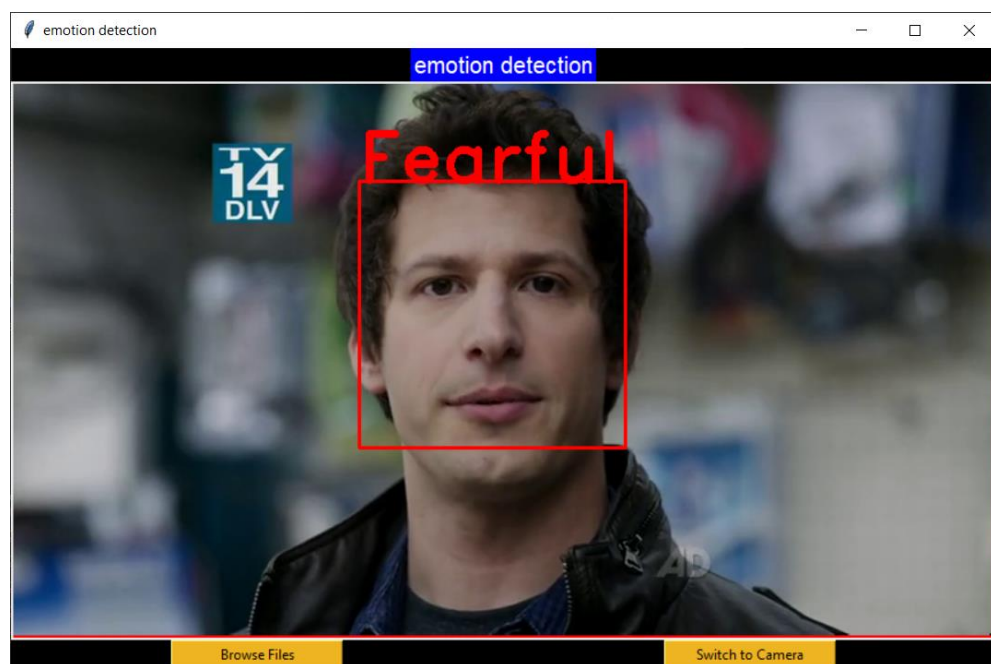 emotion detection
emotion detection
Fearful
TV
14
DLV
AD
Browse Files
Switch to Camera